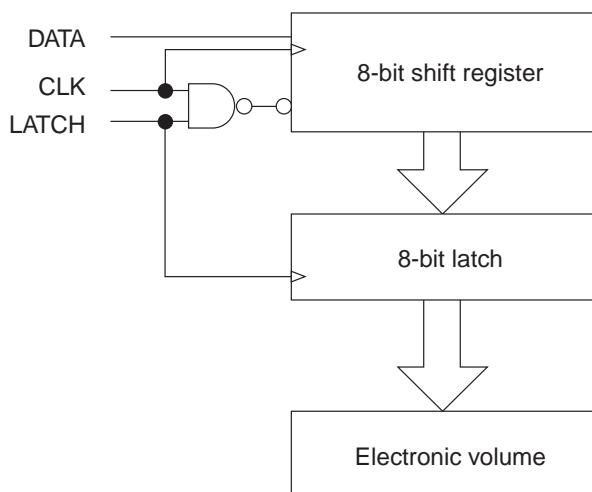 DATA
CLK
LATCH
8-bit shift register
8-bit latch
Electronic volume